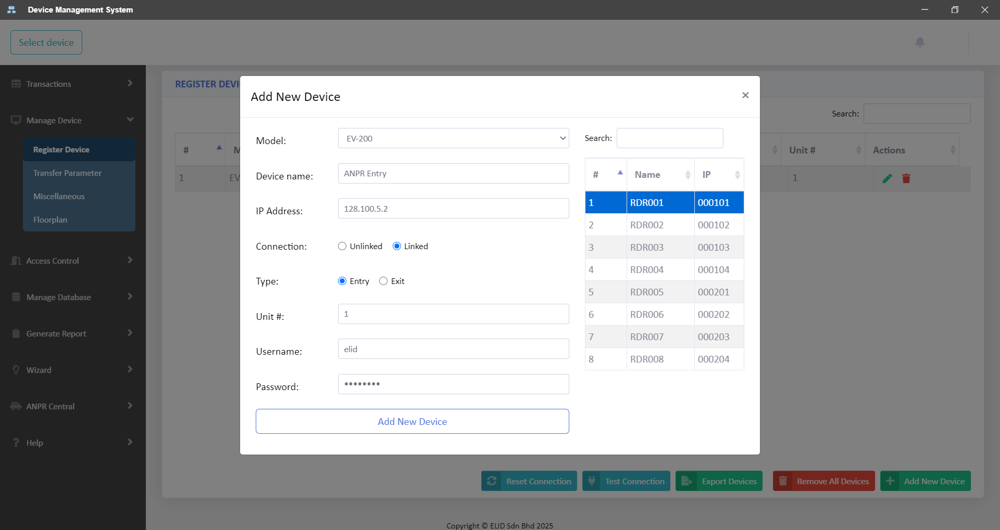 Device Management System
Select device
Transactions
Manage Device
Register Device
Transfer Parameter
Miscellaneous
Floorplan
Access Control
Manage Database
Generate Report
Wizard
ANPR Central
? Help
REGISTER DEVI
Search:
# M Unit # Actions
1 EV 1
Add New Device ×
Model: EV-200
Device name: ANPR Entry
IP Address: 128.100.5.2
Connection: Unlinked Linked
Type: Entry Exit
Unit #: 1
Username: elid
Password: ••••••••
Add New Device
Search:
# Name IP
1 RDR001 000101
2 RDR002 000102
3 RDR003 000103
4 RDR004 000104
5 RDR005 000201
6 RDR006 000202
7 RDR007 000203
8 RDR008 000204
Reset Connection Test Connection Export Devices Remove All Devices Add New Device
Copyright © ELID Sdn Bhd 2025